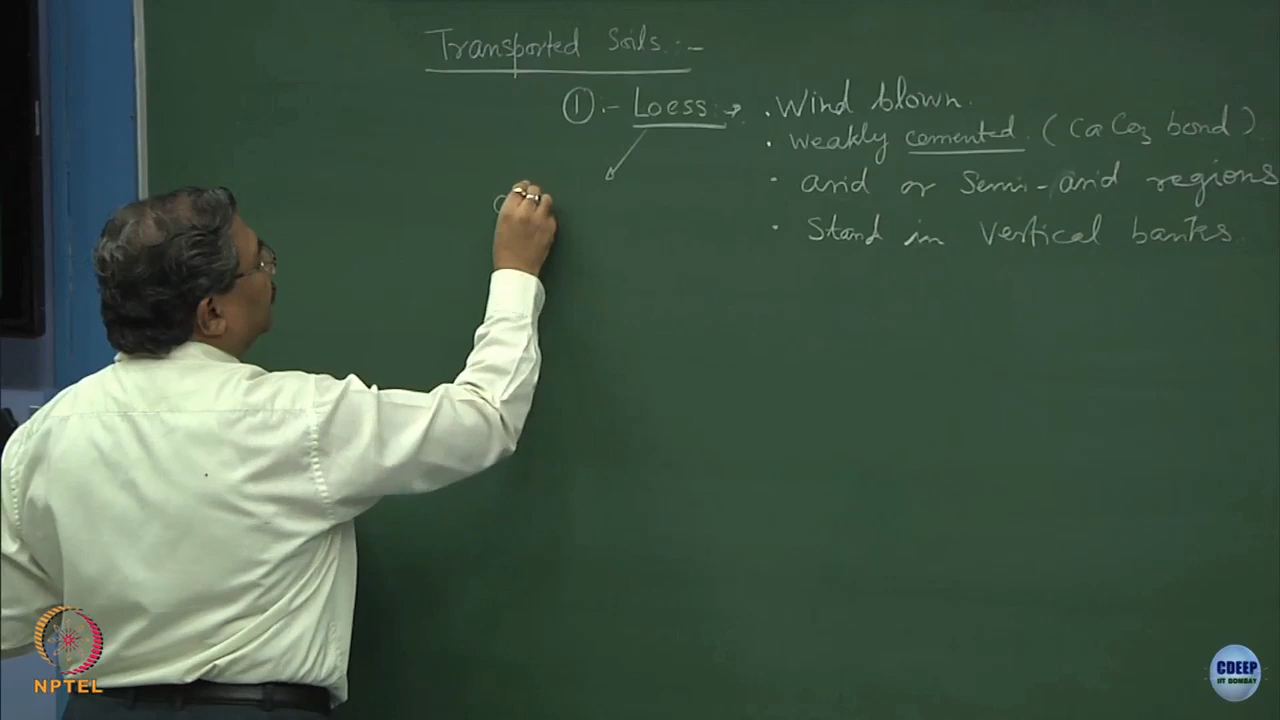 Transported Soils :-
① :- Loess → . Wind blown.
. Weakly cemented. (CaCO3 bond)
. arid or Semi-arid regions
. Stand in vertical banks.
NPTEL
CDEEP
IIT BOMBAY